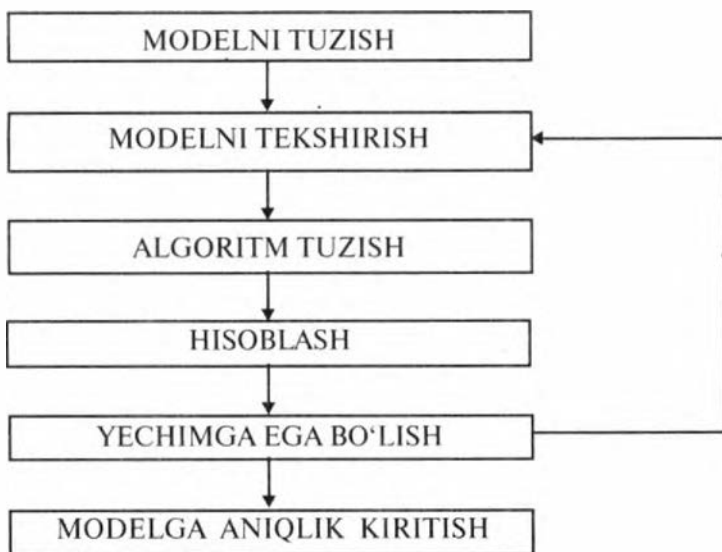 MODELNI TUZISH
MODELNI TEKSHIRISH
ALGORITM TUZISH
HISOBLASH
YECHIMGA EGA BO‘LISH
MODELGA ANIQLIK KIRITISH